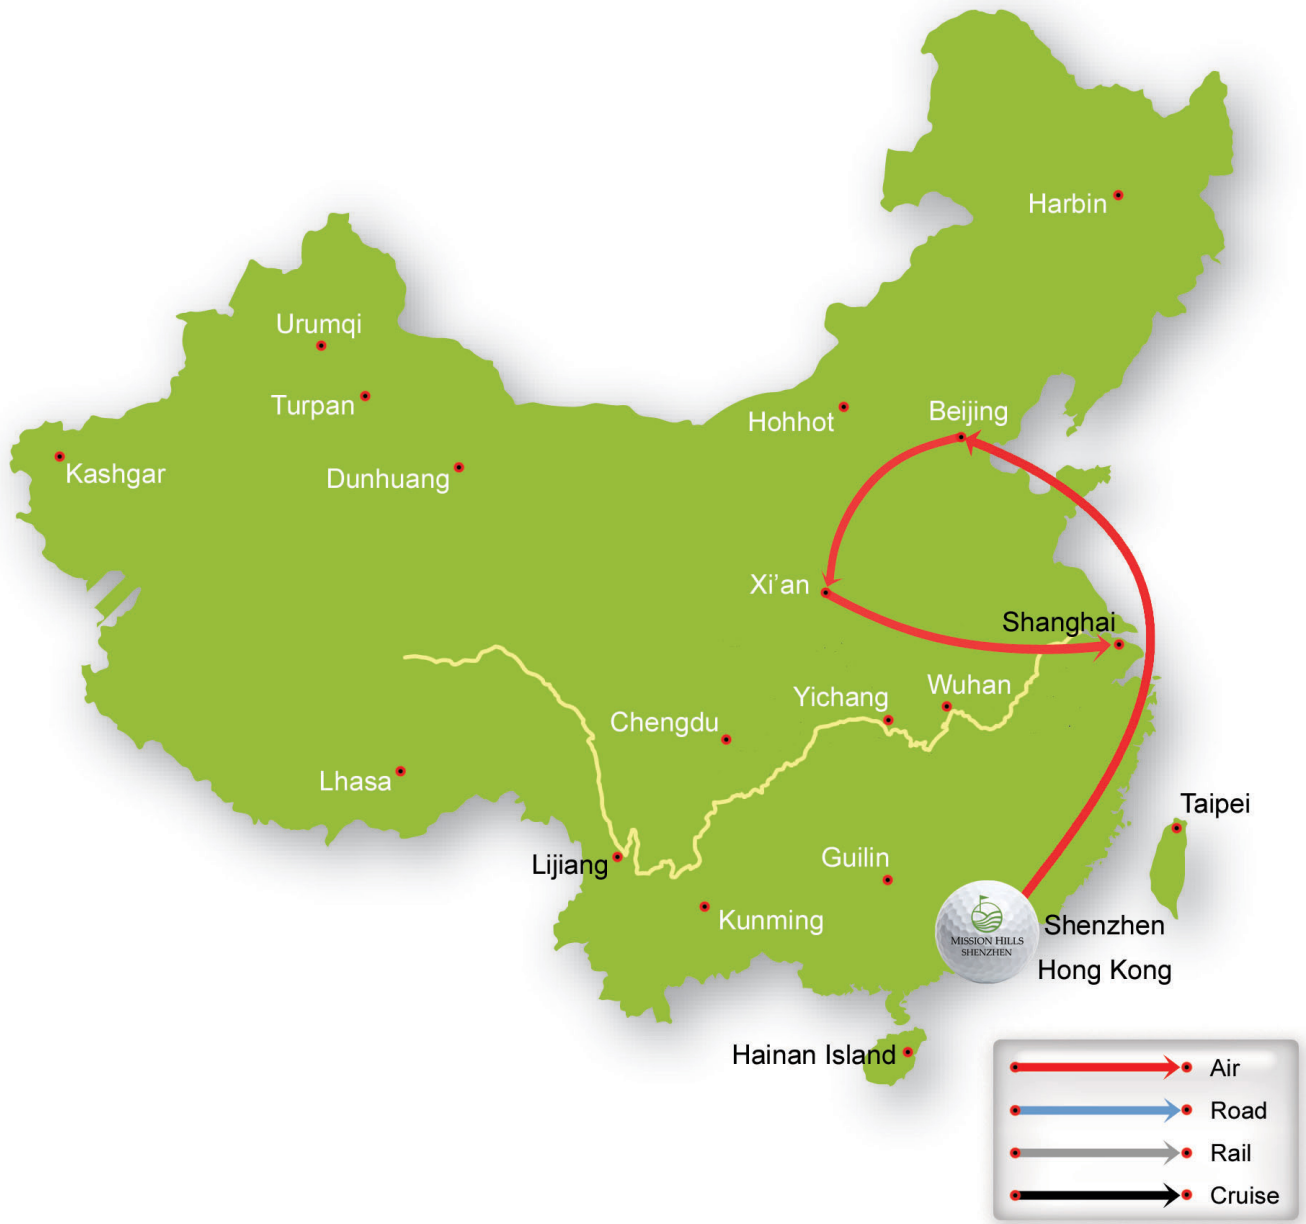 Harbin
Urumqi
Turpan
Hohhot
Beijing
Kashgar
Dunhuang
Xi’an
Shanghai
Yichang
Wuhan
Chengdu
Lhasa
Taipei
Lijiang
Guilin
Kunming
MISSION HILLS
SHENZHEN
Shenzhen
Hong Kong
Hainan Island
Air
Road
Rail
Cruise